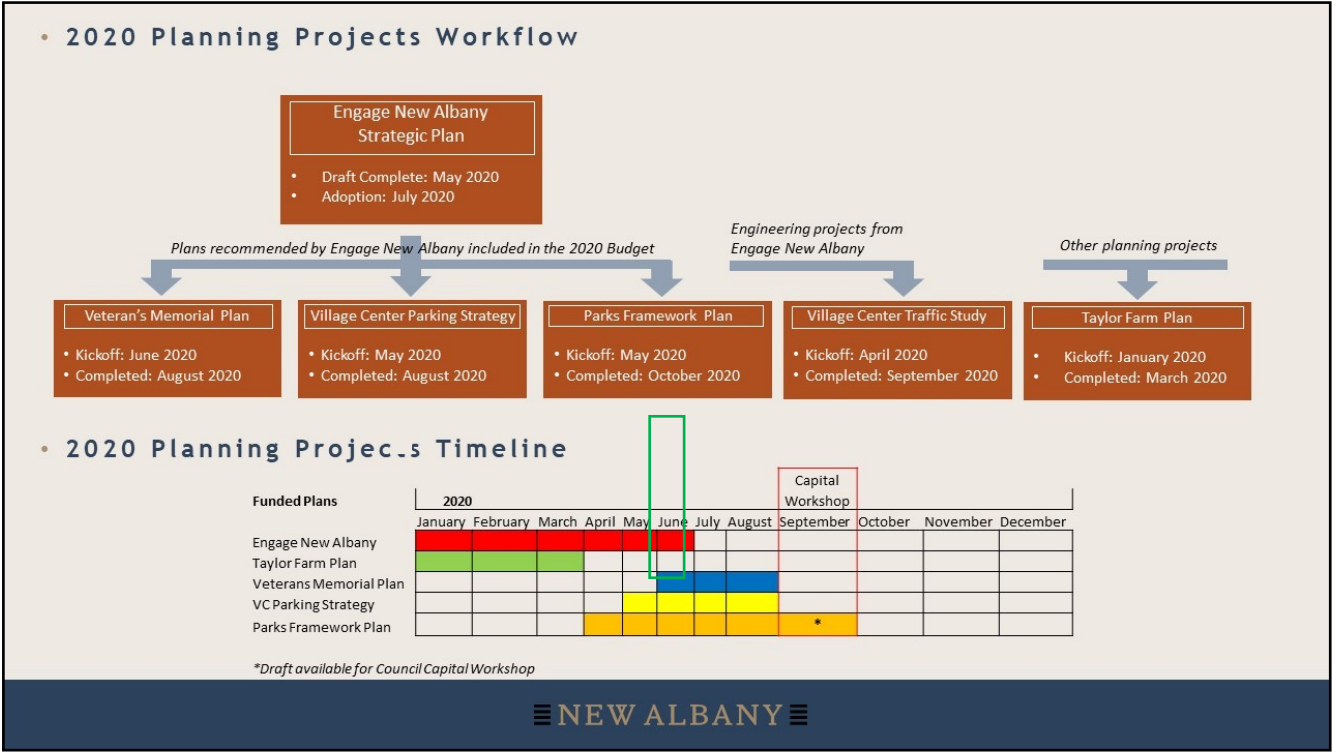 • 2020 Planning Projects Workflow
Engage New Albany
Strategic Plan
• Draft Complete: May 2020
• Adoption: July 2020
Plans recommended by Engage New Albany included in the 2020 Budget
Engineering projects from
Engage New Albany
Other planning projects
Veteran's Memorial Plan
• Kickoff: June 2020
• Completed: August 2020
Village Center Parking Strategy
• Kickoff: May 2020
• Completed: August 2020
Parks Framework Plan
• Kickoff: May 2020
• Completed: October 2020
Village Center Traffic Study
• Kickoff: April 2020
• Completed: September 2020
Taylor Farm Plan
• Kickoff: January 2020
• Completed: March 2020
• 2020 Planning Projects Timeline
Capital
Funded Plans 2020 Workshop
January February March April May June July August September October November December
Engage New Albany
Taylor Farm Plan
Veterans Memorial Plan
VC Parking Strategy
Parks Framework Plan *
*Draft available for Council Capital Workshop
NEW ALBANY